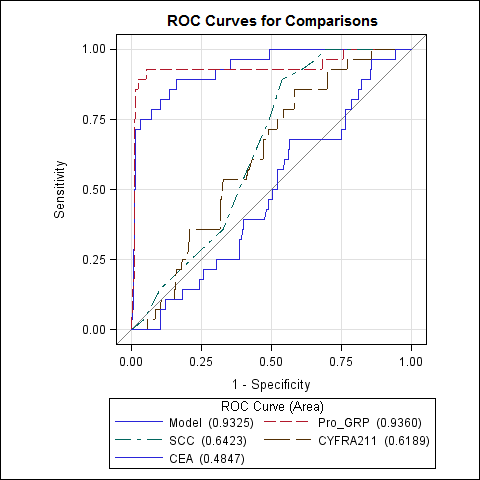 ROC Curves for Comparisons
1.00
0.75
0.50
0.25
0.00
Sensitivity
0.00 0.25 0.50 0.75 1.00
1 - Specificity
ROC Curve (Area)
Model (0.9325) Pro_GRP (0.9360)
SCC (0.6423) CYFRA211 (0.6189)
CEA (0.4847)